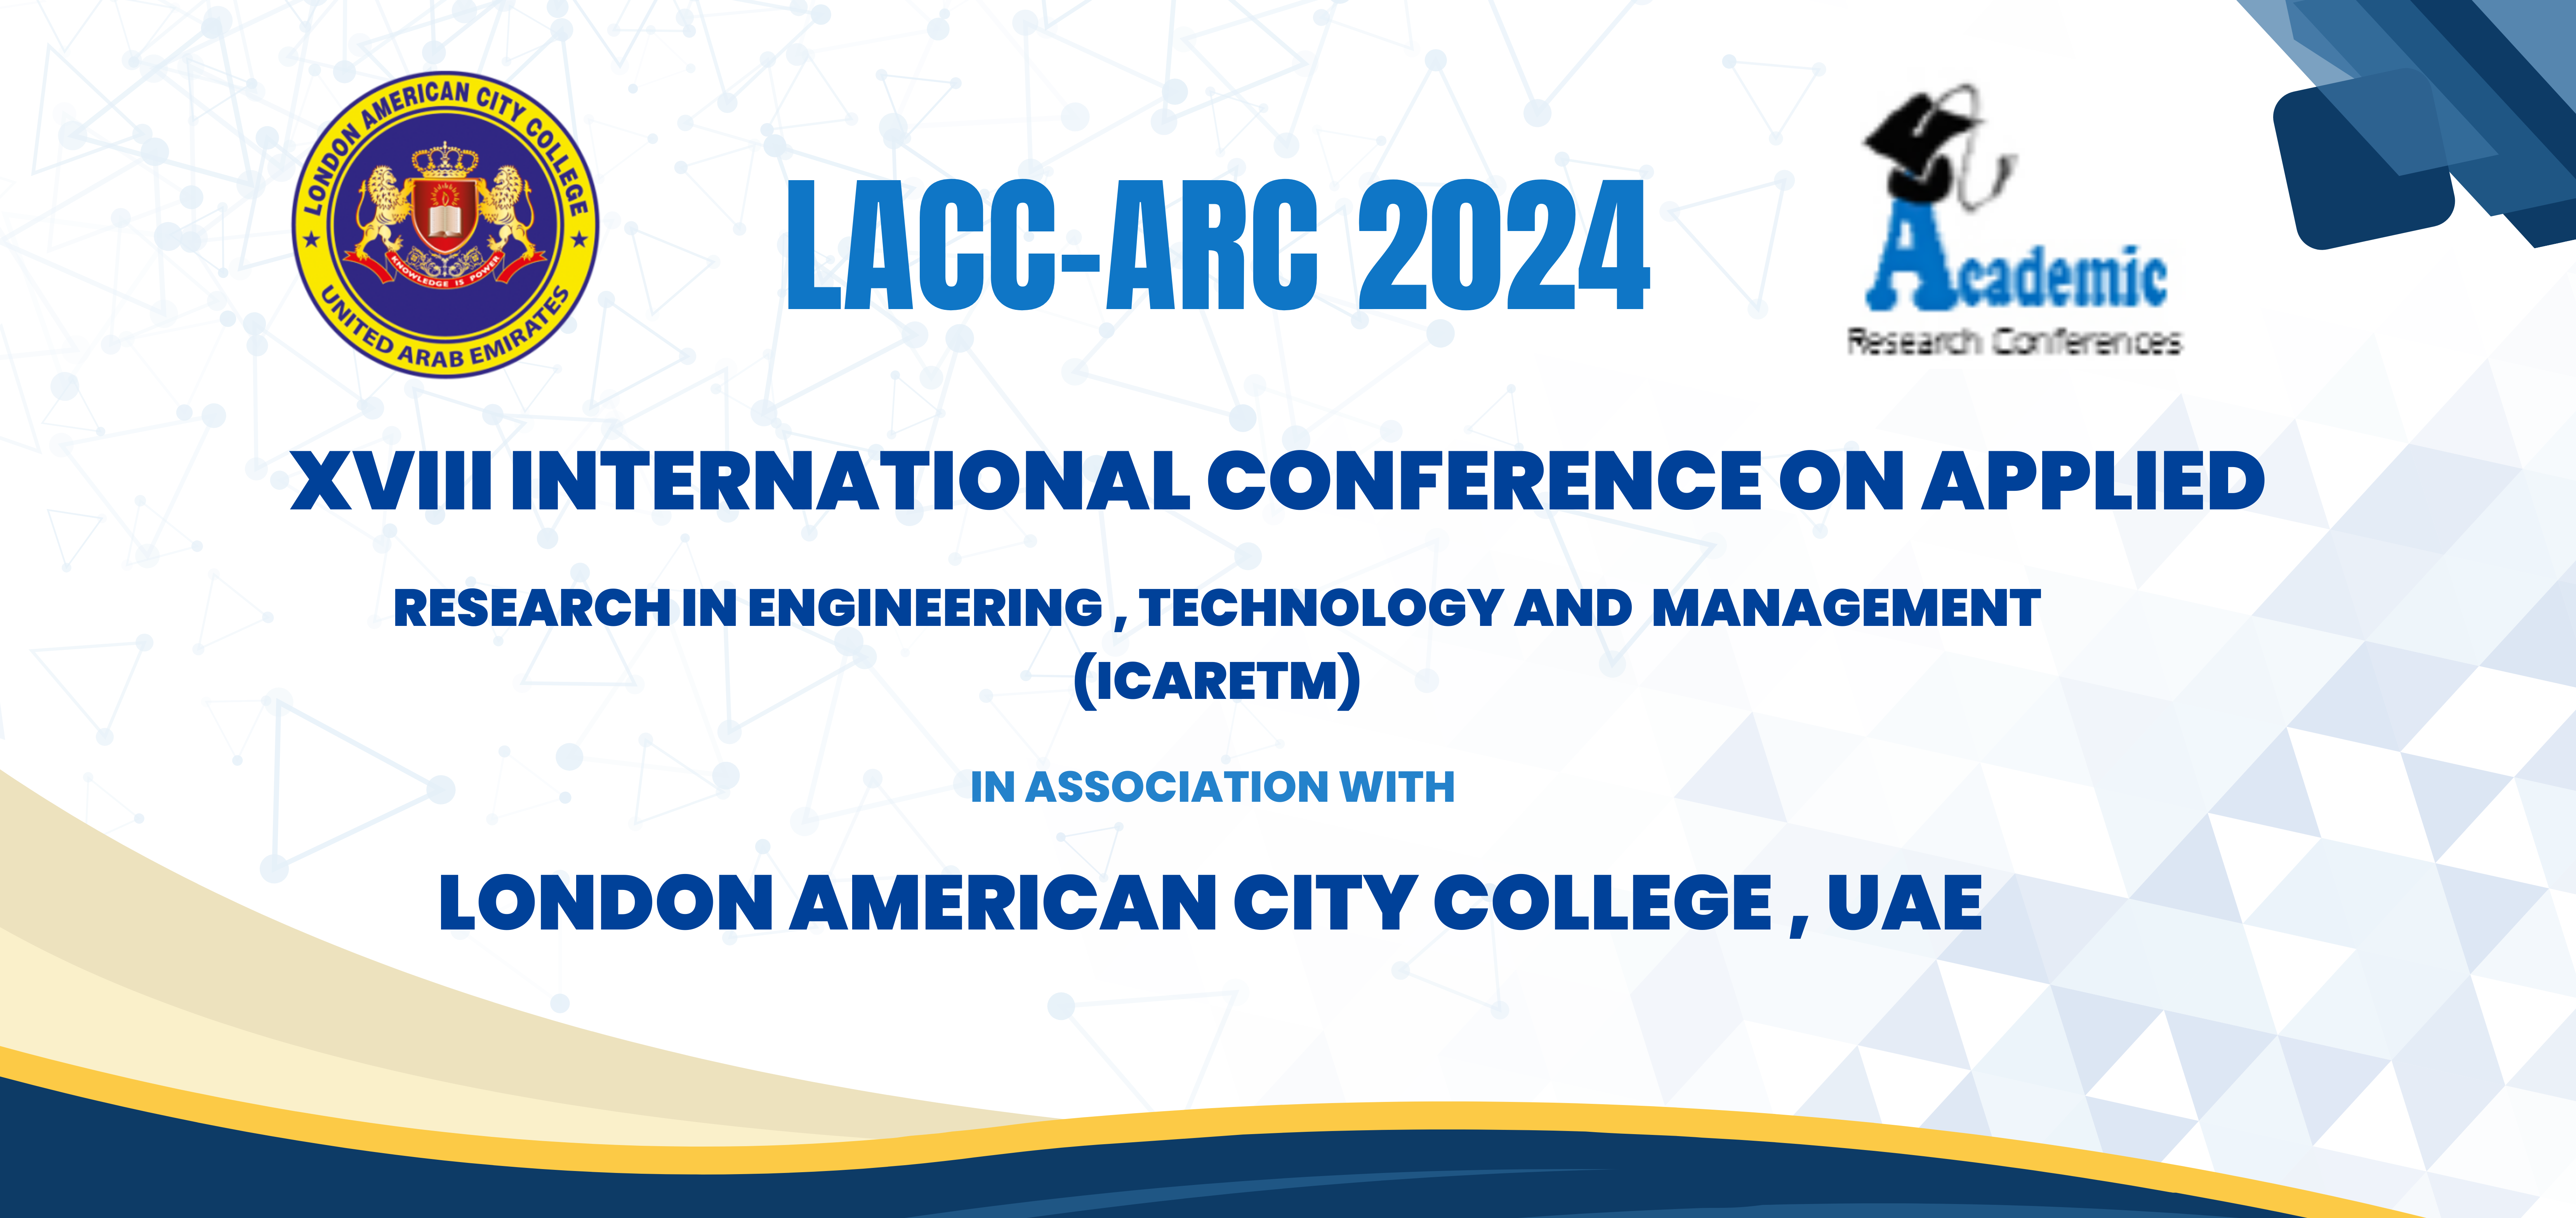 LONDON AMERICAN CITY COLLEGE
KNOWLEDGE IS POWER
UNITED ARAB EMIRATES
LACC-ARC 2024
Academic
Research Conferences
XVIII INTERNATIONAL CONFERENCE ON APPLIED
RESEARCH IN ENGINEERING , TECHNOLOGY AND MANAGEMENT
(ICARETM)
IN ASSOCIATION WITH
LONDON AMERICAN CITY COLLEGE , UAE